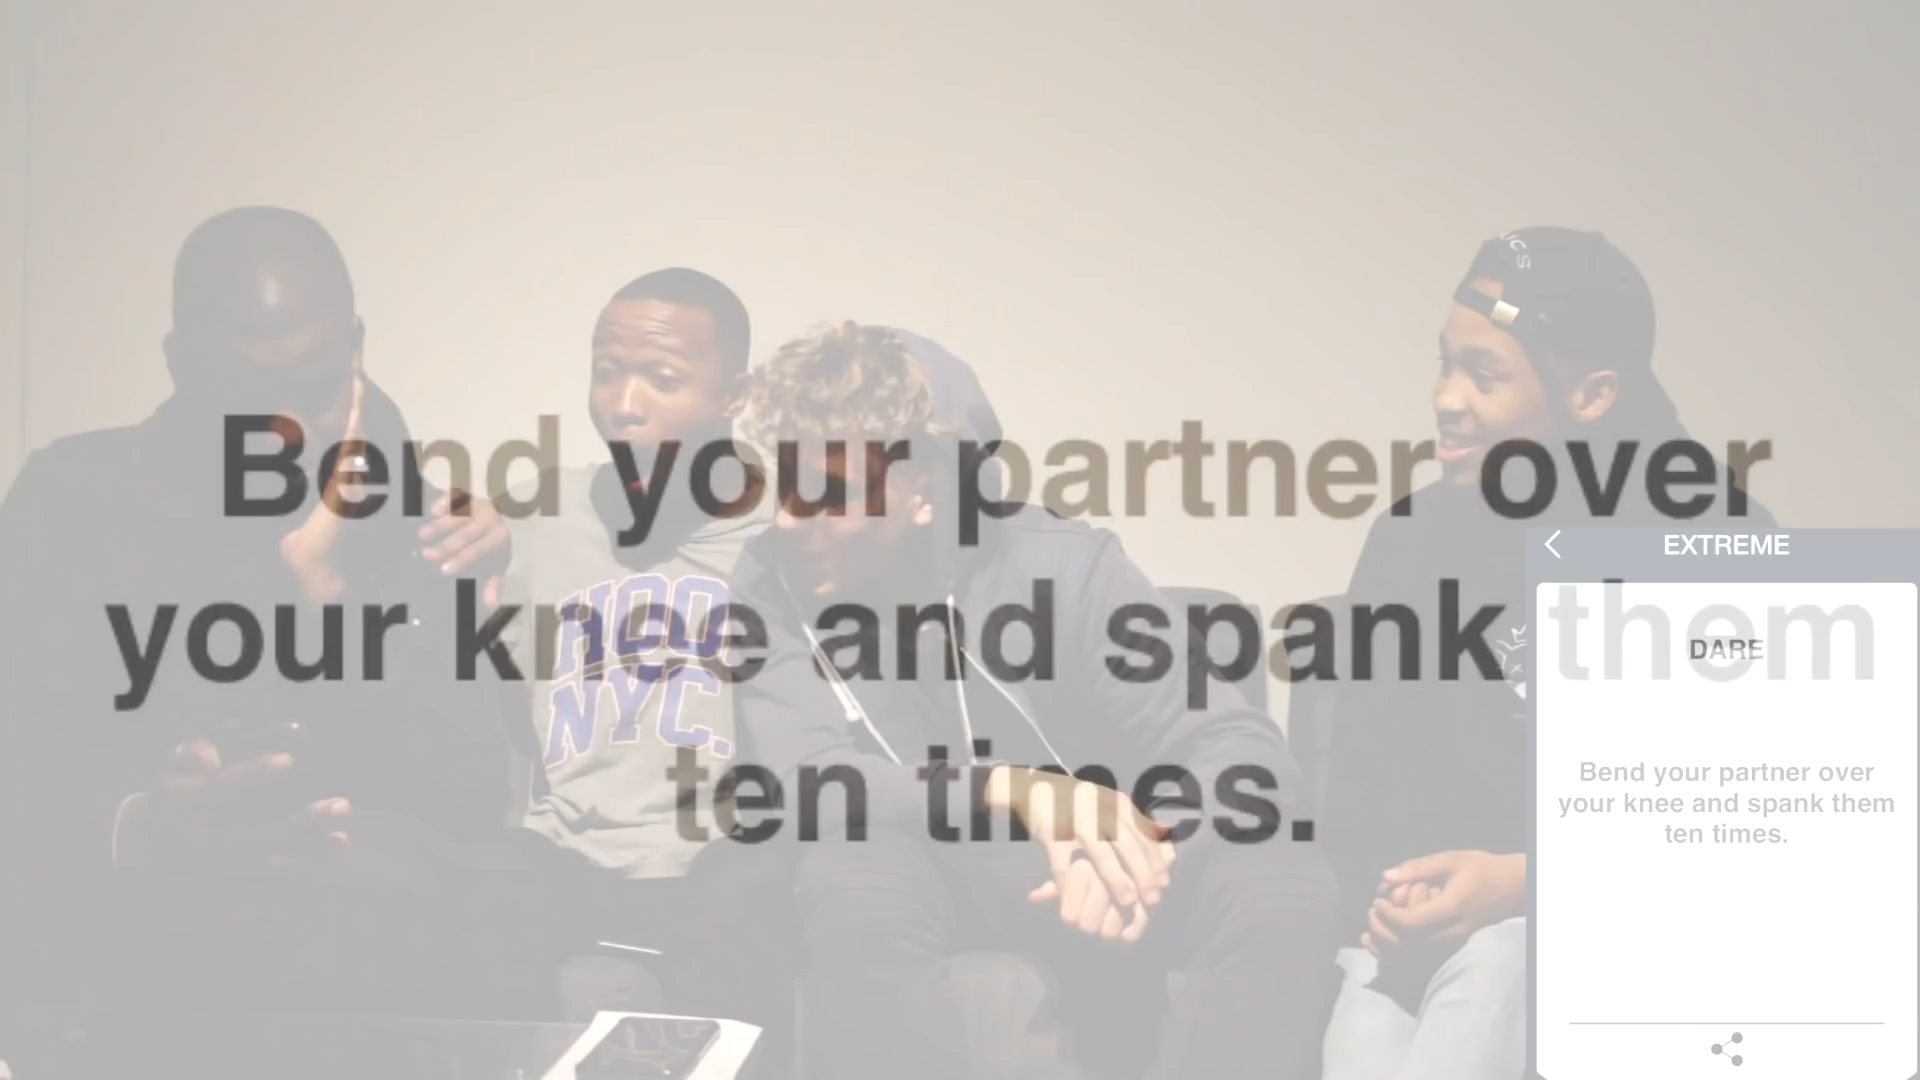 Bend your partner over
your knee and spank them
ten times.
HOO
NYC.
EXTREME
DARE
Bend your partner over
your knee and spank them
ten times.